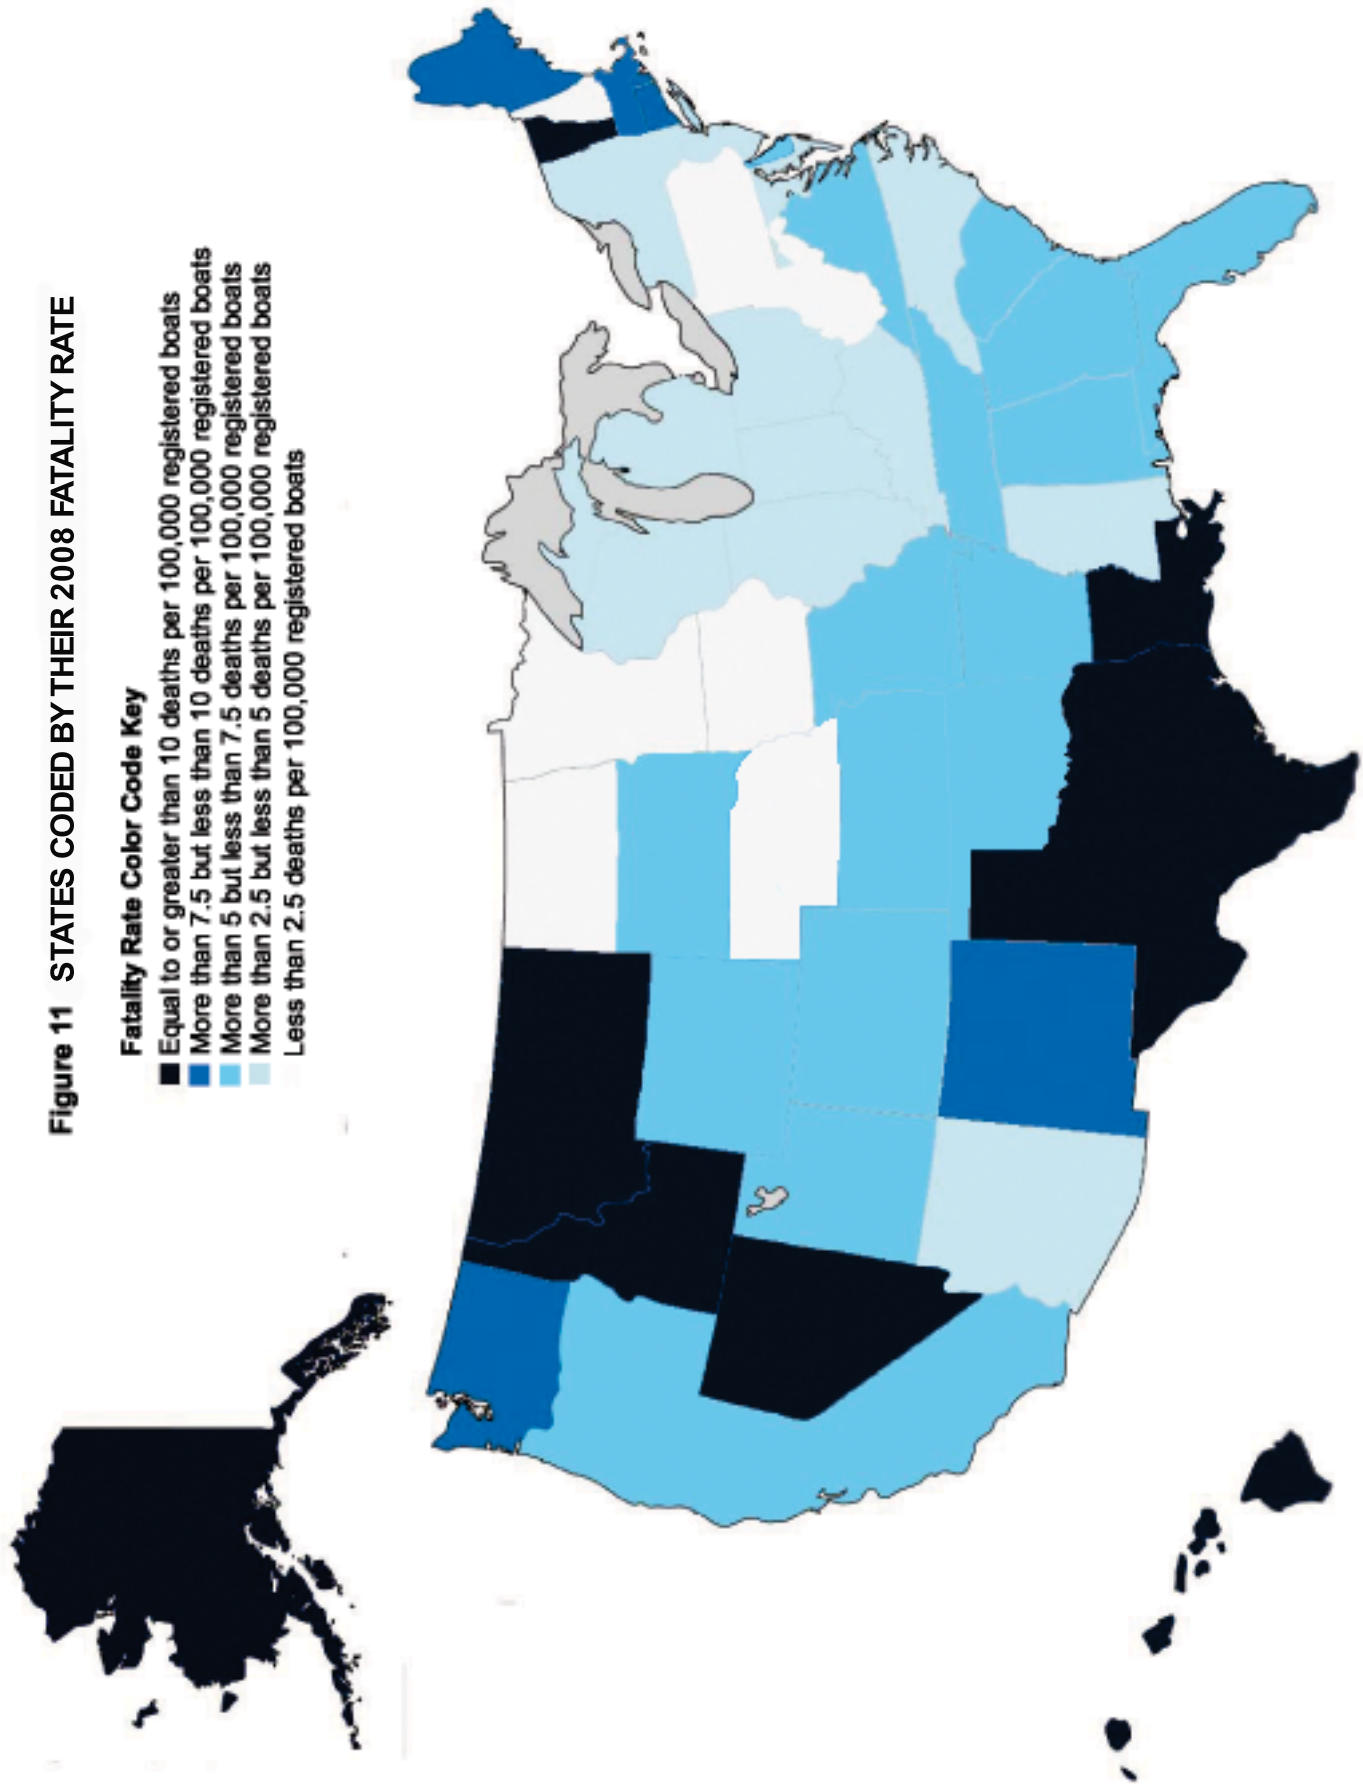 Figure 11 STATES CODED BY THEIR 2008 FATALITY RATE
Fatality Rate Color Code Key
Equal to or greater than 10 deaths per 100,000 registered boats
More than 7.5 but less than 10 deaths per 100,000 registered boats
More than 5 but less than 7.5 deaths per 100,000 registered boats
More than 2.5 but less than 5 deaths per 100,000 registered boats
Less than 2.5 deaths per 100,000 registered boats